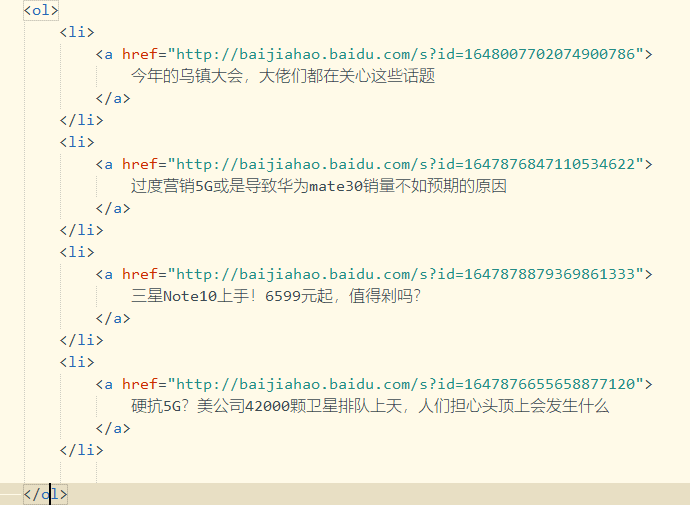 <ol>
<li>
<a href="http://baijiahao.baidu.com/s?id=1648007702074900786">
今年的乌镇大会，大佬们都在关心这些话题
</a>
</li>
<li>
<a href="http://baijiahao.baidu.com/s?id=1647876847110534622">
过度营销5G或是导致华为mate30销量不如预期的原因
</a>
</li>
<li>
<a href="http://baijiahao.baidu.com/s?id=1647878879369861333">
三星Note10上手！6599元起，值得剁吗？
</a>
</li>
<li>
<a href="http://baijiahao.baidu.com/s?id=1647876655658877120">
硬抗5G？美公司42000颗卫星排队上天，人们担心头顶上会发生什么
</a>
</li>
</ol>